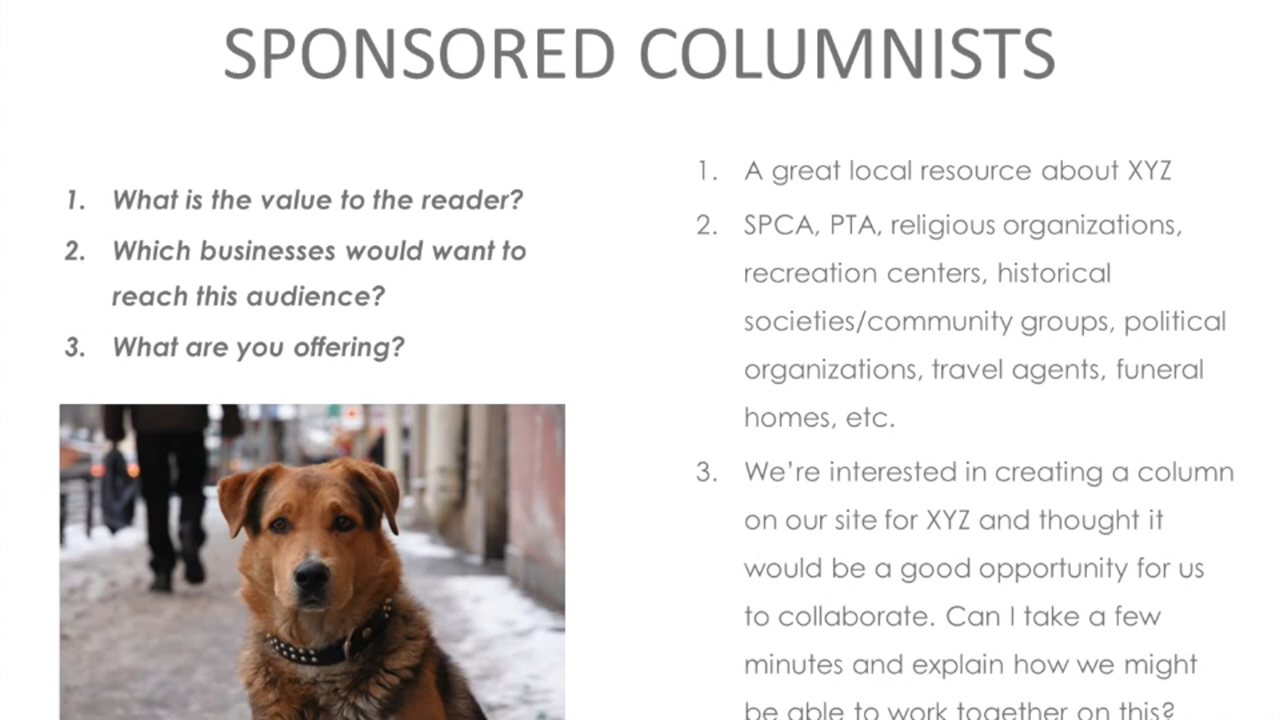 SPONSORED COLUMNISTS
1. What is the value to the reader?
2. Which businesses would want to
reach this audience?
3. What are you offering?
1. A great local resource about XYZ
2. SPCA, PTA, religious organizations,
recreation centers, historical
societies/community groups, political
organizations, travel agents, funeral
homes, etc.
3. We're interested in creating a column
on our site for XYZ and thought it
would be a good opportunity for us
to collaborate. Can I take a few
minutes and explain how we might
be able to work together on this?